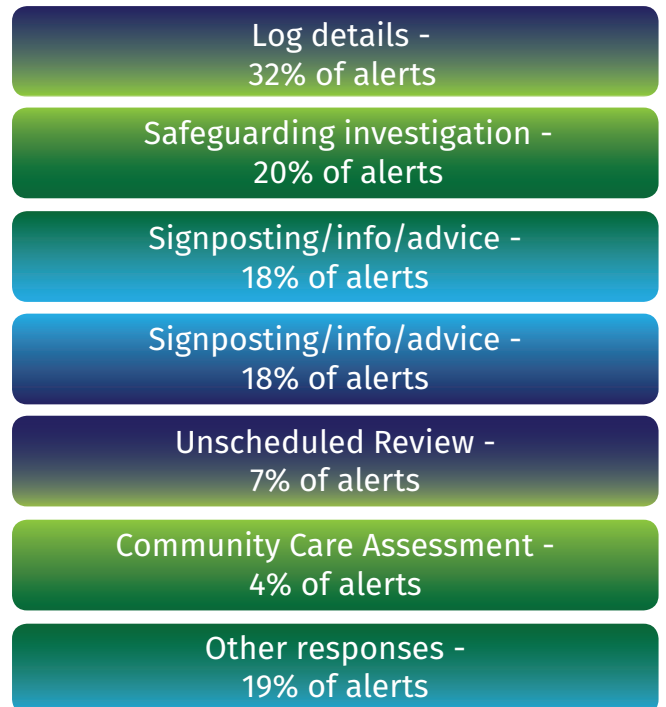 Log details -
32% of alerts
Safeguarding investigation -
20% of alerts
Signposting/info/advice -
18% of alerts
Signposting/info/advice -
18% of alerts
Unscheduled Review -
7% of alerts
Community Care Assessment -
4% of alerts
Other responses -
19% of alerts